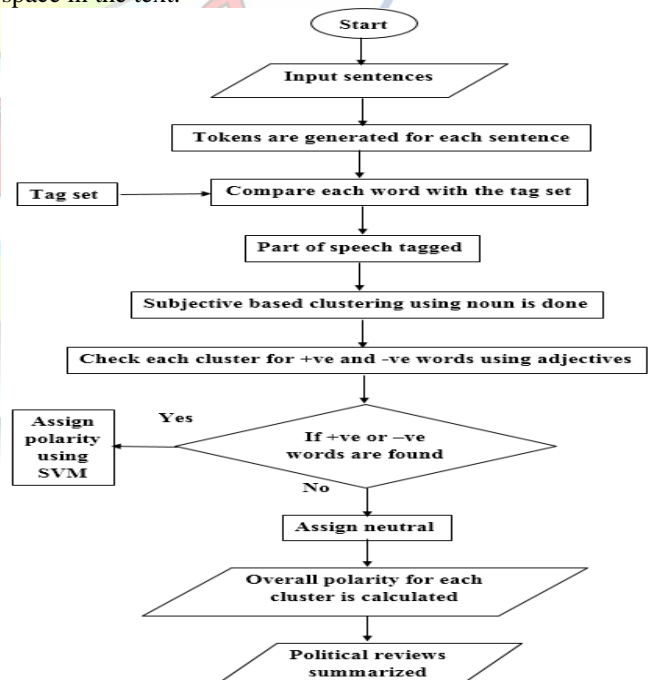 space in the text.
Start
Input sentences
Tokens are generated for each sentence
Tag set
Compare each word with the tag set
Part of speech tagged
Subjective based clustering using noun is done
Check each cluster for +ve and -ve words using adjectives
Assign
polarity
using
SVM
Yes
If +ve or –ve
words are found
No
Assign neutral
Overall polarity for each
cluster is calculated
Political reviews
summarized